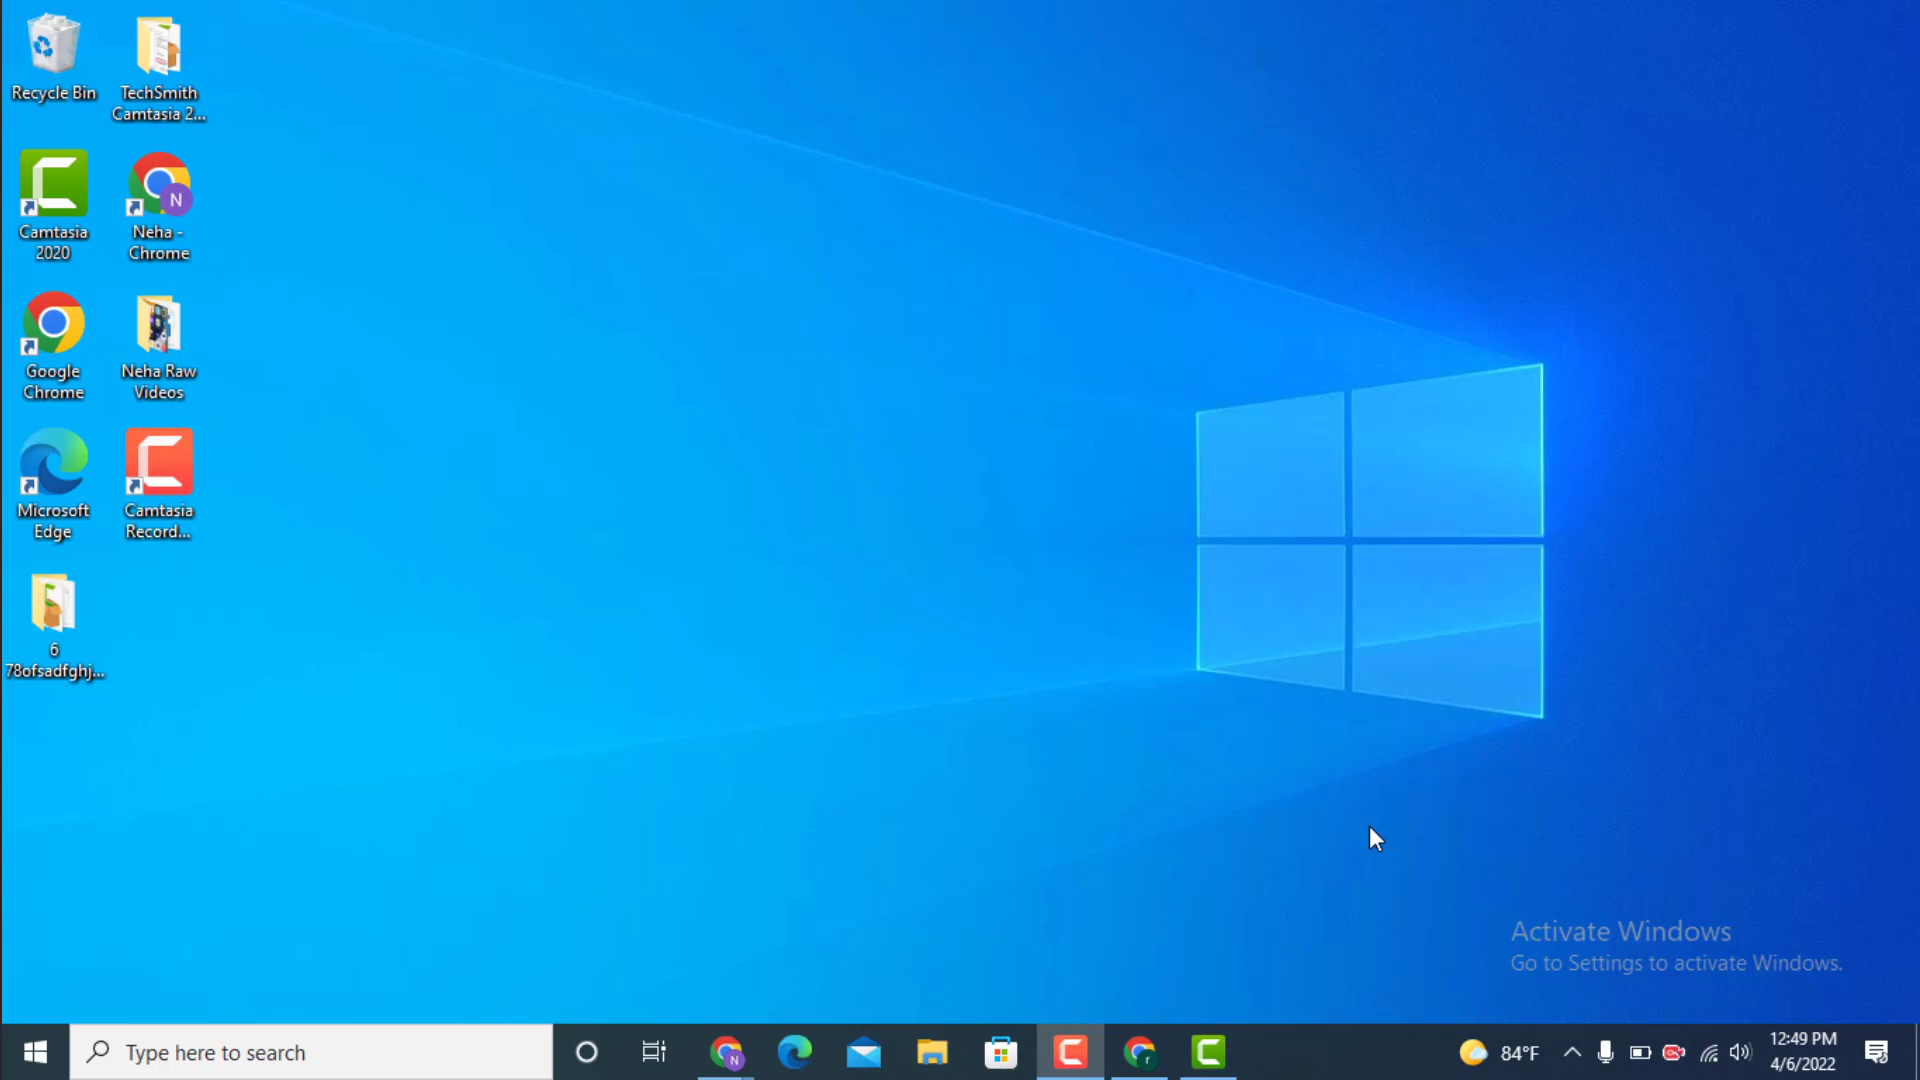 Recycle Bin
TechSmith
Camtasia 2...
Camtasia
2020
N
Neha -
Chrome
Google
Chrome
Neha Raw
Videos
Microsoft
Edge
Camtasia
Record...
6
78ofsadfghj...
Activate Windows
Go to Settings to activate Windows.
Type here to search
N
r
84°F
12:49 PM
4/6/2022